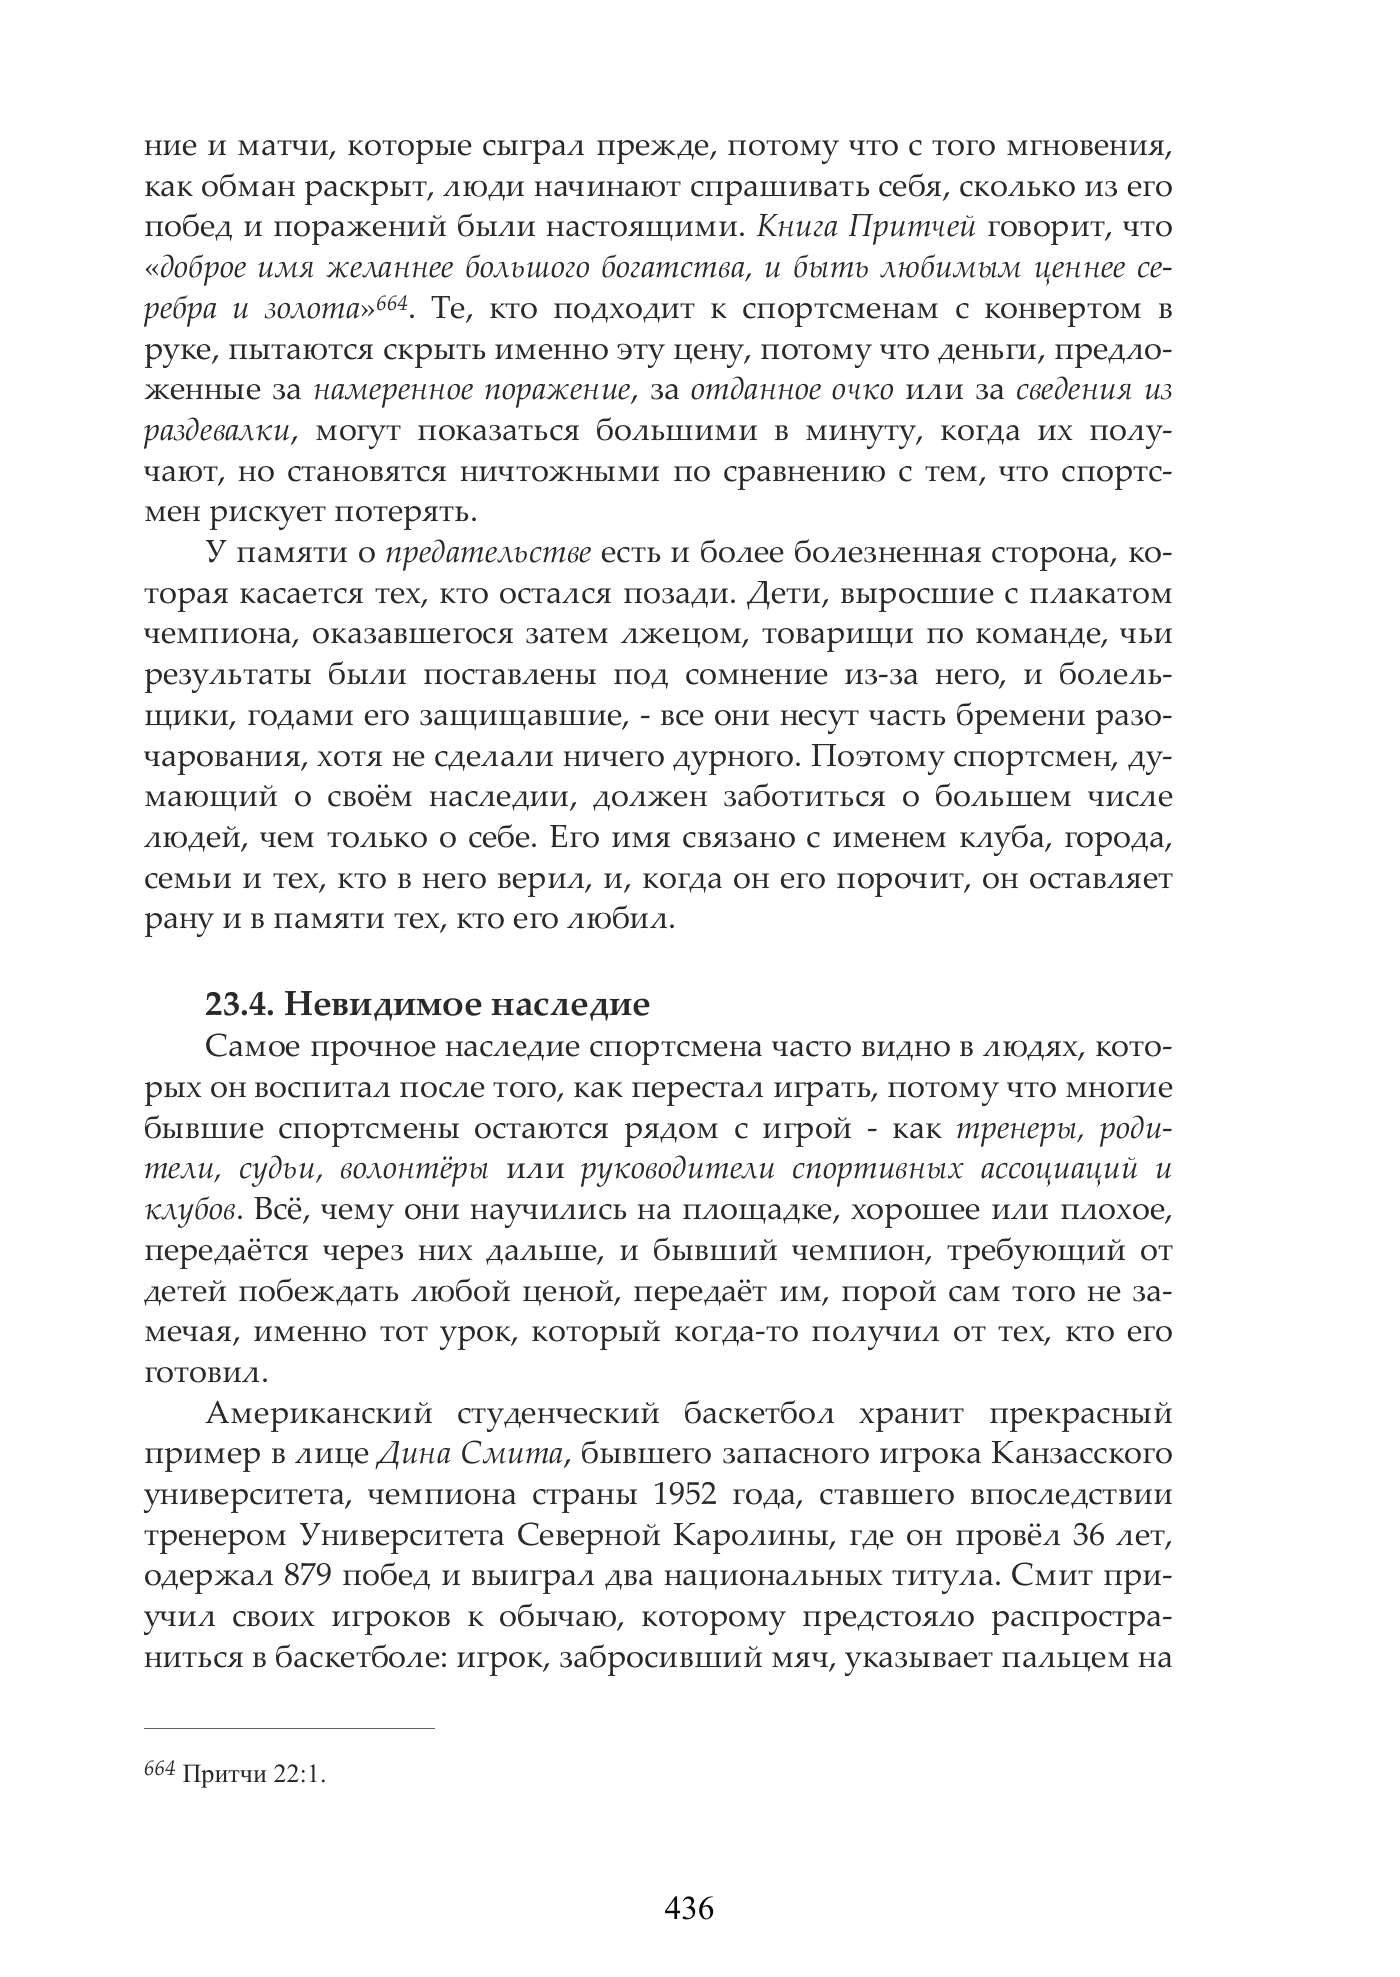 ние и матчи, которые сыграл прежде, потому что с того мгновения,
как обман раскрыт, люди начинают спрашивать себя, сколько из его
побед и поражений были настоящими. Книга Притчей говорит, что
«доброе имя желаннее большого богатства, и быть любимым ценнее се-
ребра и золота»664. Те, кто подходит к спортсменам с конвертом в
руке, пытаются скрыть именно эту цену, потому что деньги, предло-
женные за намеренное поражение, за отданное очко или за сведения из
раздевалки, могут показаться большими в минуту, когда их полу-
чают, но становятся ничтожными по сравнению с тем, что спортс-
мен рискует потерять.
У памяти о предательстве есть и более болезненная сторона, ко-
торая касается тех, кто остался позади. Дети, выросшие с плакатом
чемпиона, оказавшегося затем лжецом, товарищи по команде, чьи
результаты были поставлены под сомнение из-за него, и болель-
щики, годами его защищавшие, - все они несут часть бремени разо-
чарования, хотя не сделали ничего дурного. Поэтому спортсмен, ду-
мающий о своём наследии, должен заботиться о большем числе
людей, чем только о себе. Его имя связано с именем клуба, города,
семьи и тех, кто в него верил, и, когда он его порочит, он оставляет
рану и в памяти тех, кто его любил.
23.4. Невидимое наследие
Самое прочное наследие спортсмена часто видно в людях, кото-
рых он воспитал после того, как перестал играть, потому что многие
бывшие спортсмены остаются рядом с игрой - как тренеры, роди-
тели, судьи, волонтёры или руководители спортивных ассоциаций и
клубов. Всё, чему они научились на площадке, хорошее или плохое,
передаётся через них дальше, и бывший чемпион, требующий от
детей побеждать любой ценой, передаёт им, порой сам того не за-
мечая, именно тот урок, который когда-то получил от тех, кто его
готовил.
Американский студенческий баскетбол хранит прекрасный
пример в лице Дина Смита, бывшего запасного игрока Канзасского
университета, чемпиона страны 1952 года, ставшего впоследствии
тренером Университета Северной Каролины, где он провёл 36 лет,
одержал 879 побед и выиграл два национальных титула. Смит при-
учил своих игроков к обычаю, которому предстояло распростра-
ниться в баскетболе: игрок, забросивший мяч, указывает пальцем на
664 Притчи 22:1.
436